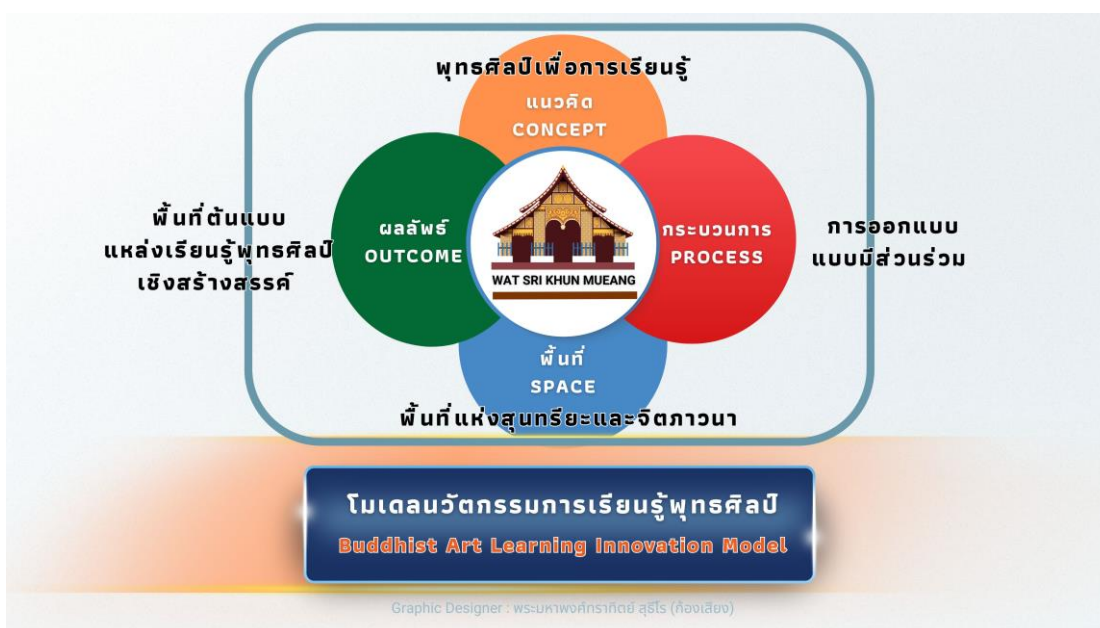 พุทธศิลป์เพื่อการเรียนรู้
แนวคิด
CONCEPT
พื้นที่ต้นแบบ
แหล่งเรียนรู้พุทธศิลป์
เชิงสร้างสรรค์
ผลลัพธ์
OUTCOME
WAT SRI KHUN MUEANG
กระบวนการ
PROCESS
การออกแบบ
แบบมีส่วนร่วม
พื้นที่
SPACE
พื้นที่แห่งสุนทรียะและจิตภาวนา
โมเดลนวัตกรรมการเรียนรู้พุทธศิลป์
Buddhist Art Learning Innovation Model
Graphic Designer : พระมหาพงศ์ทราทิตย์ สุธีโร (ก้องเสียง)